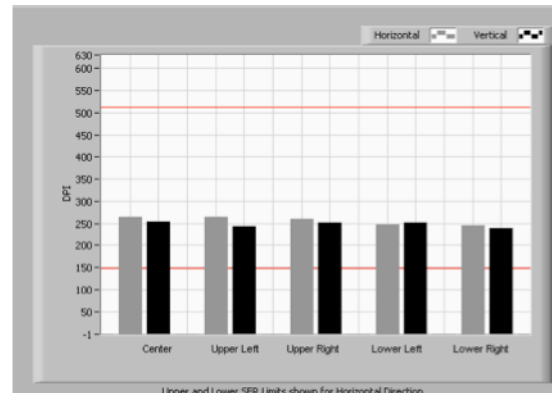 Horizontal
Vertical
630
600
550
500
450
400
350
300
250
200
150
100
50
-1
DPI
Center
Upper Left
Upper Right
Lower Left
Lower Right
Upper and Lower SFR Limits shown for Horizontal Direction